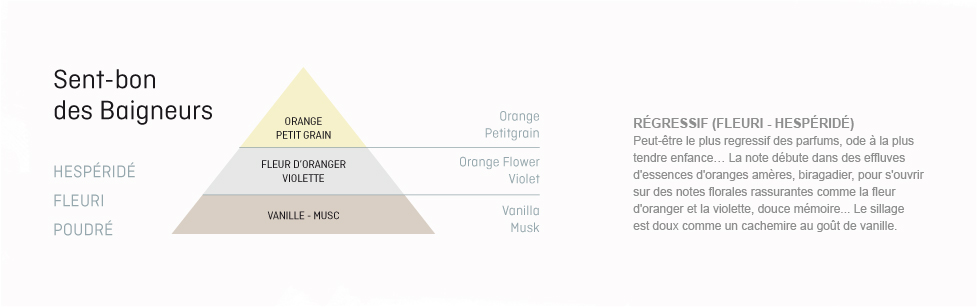 Sent-bon
des Baigneurs
HESPÉRIDÉ
FLEURI
POUDRÉ
ORANGE
PETIT GRAIN
FLEUR D'ORANGER
VIOLETTE
VANILLE - MUSC
Orange
Petitgrain
Orange Flower
Violet
Vanilla
Musk
RÉGRESSIF (FLEURI - HESPÉRIDÉ)
Peut-être le plus regressif des parfums, ode à la plus
tendre enfance... La note débute dans des effluves
d'essences d'oranges amères, biragadier, pour s'ouvrir
sur des notes florales rassurantes comme la fleur
d'oranger et la violette, douce mémoire... Le sillage
est doux comme un cachemire au goût de vanille.